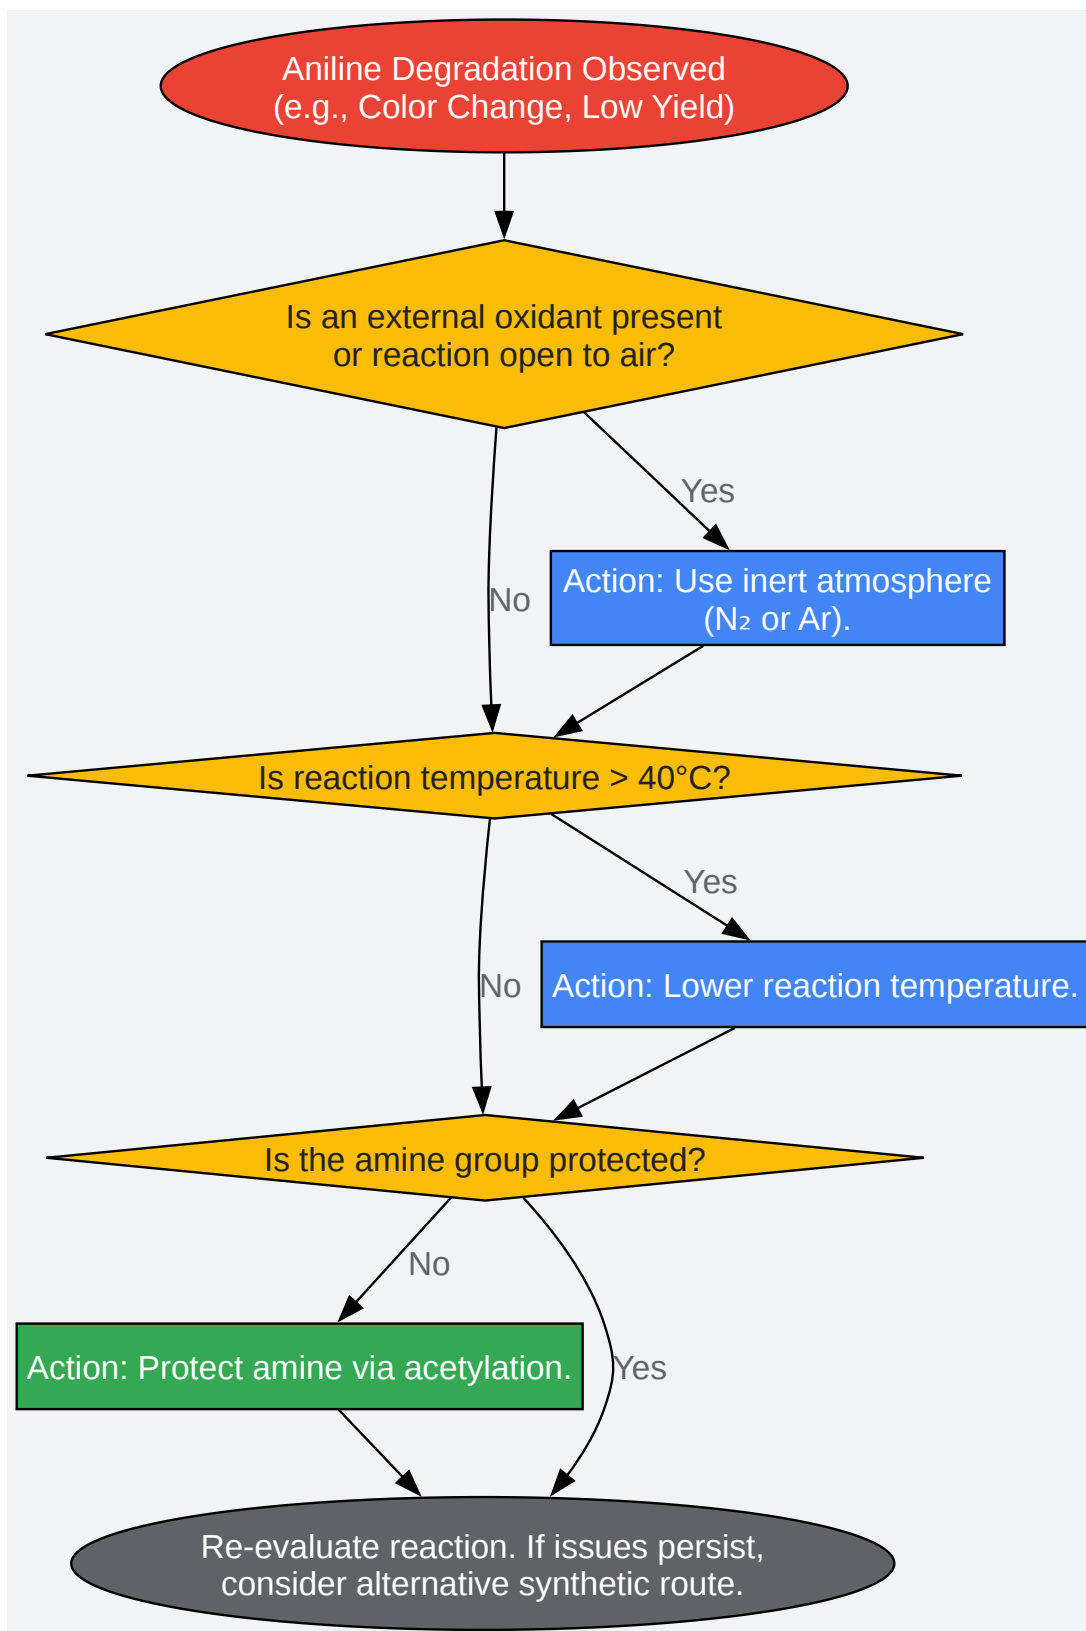 Aniline Degradation Observed
(e.g., Color Change, Low Yield)
Is an external oxidant present
or reaction open to air?
Yes
Action: Use inert atmosphere
(N₂ or Ar).
No
Is reaction temperature > 40°C?
Yes
No
Action: Lower reaction temperature.
Is the amine group protected?
No
Action: Protect amine via acetylation.
Yes
Re-evaluate reaction. If issues persist,
consider alternative synthetic route.